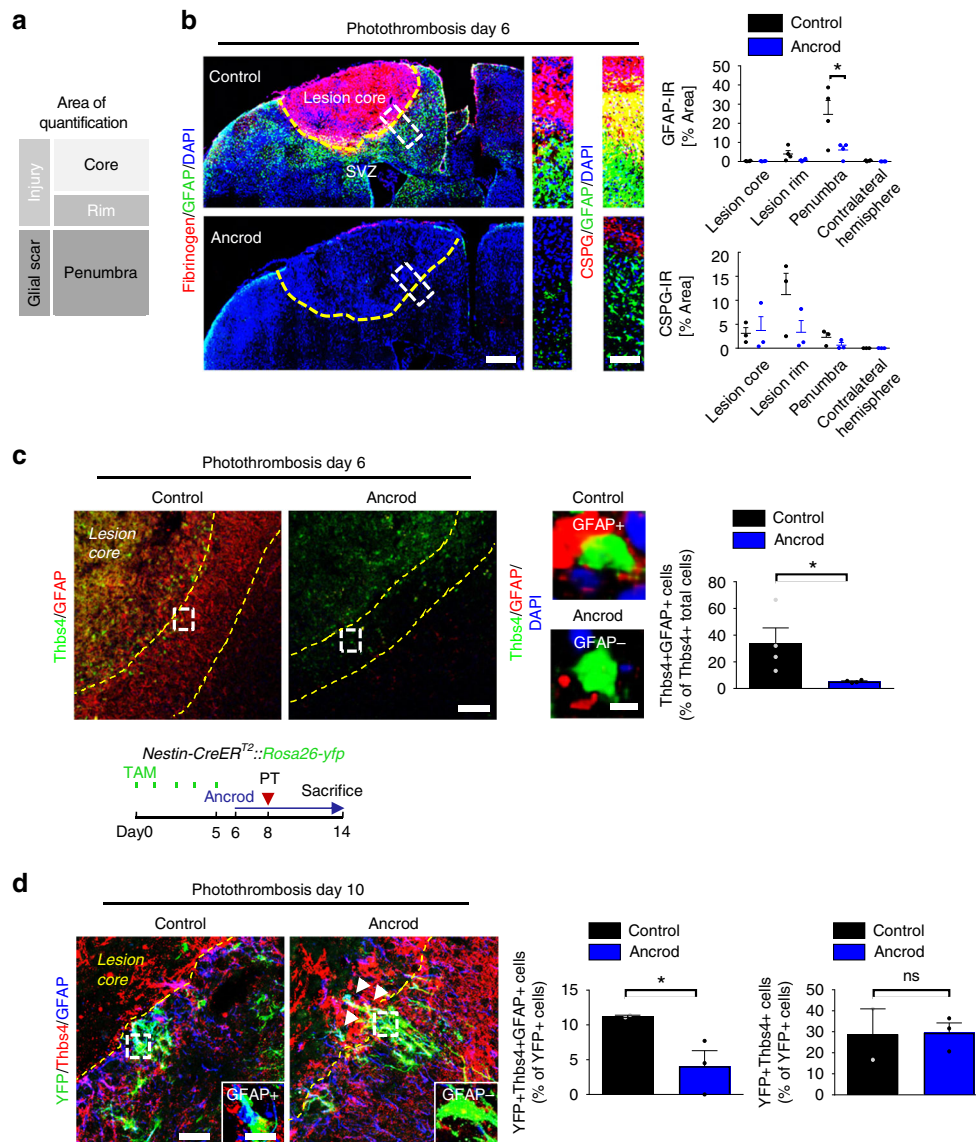 a
Area of
quantification
Injury
Core
Rim
Glial scar
Penumbra
b
Photothrombosis day 6
Fibrinogen/GFAP/DAPI
Control
Lesion core
SVZ
Ancrod
CSPG/GFAP/DAPI
Control
Ancrod
GFAP-IR
[% Area]
50
40
30
20
10
0
*
Lesion core
Lesion rim
Penumbra
Contralateral
hemisphere
CSPG-IR
[% Area]
20
15
10
5
0
Lesion core
Lesion rim
Penumbra
Contralateral
hemisphere
c
Photothrombosis day 6
Control
Ancrod
Thbs4/GFAP
Lesion
core
Control
GFAP+
Ancrod
GFAP−
Thbs4/GFAP/
DAPI
Control
Ancrod
Thbs4+GFAP+ cells
(% of Thbs4+ total cells)
80
60
40
20
0
*
Nestin-CreERT2::Rosa26-yfp
TAM
PT
Ancrod
Sacrifice
Day0
5
6
8
14
d
Photothrombosis day 10
Control
Ancrod
YFP/Thbs4/GFAP
Lesion
core
GFAP+
GFAP−
Control
Ancrod
YFP+Thbs4+GFAP+ cells
(% of YFP+ cells)
15
10
5
0
*
Control
Ancrod
YFP+Thbs4+ cells
(% of YFP+ cells)
50
40
30
20
10
0
ns